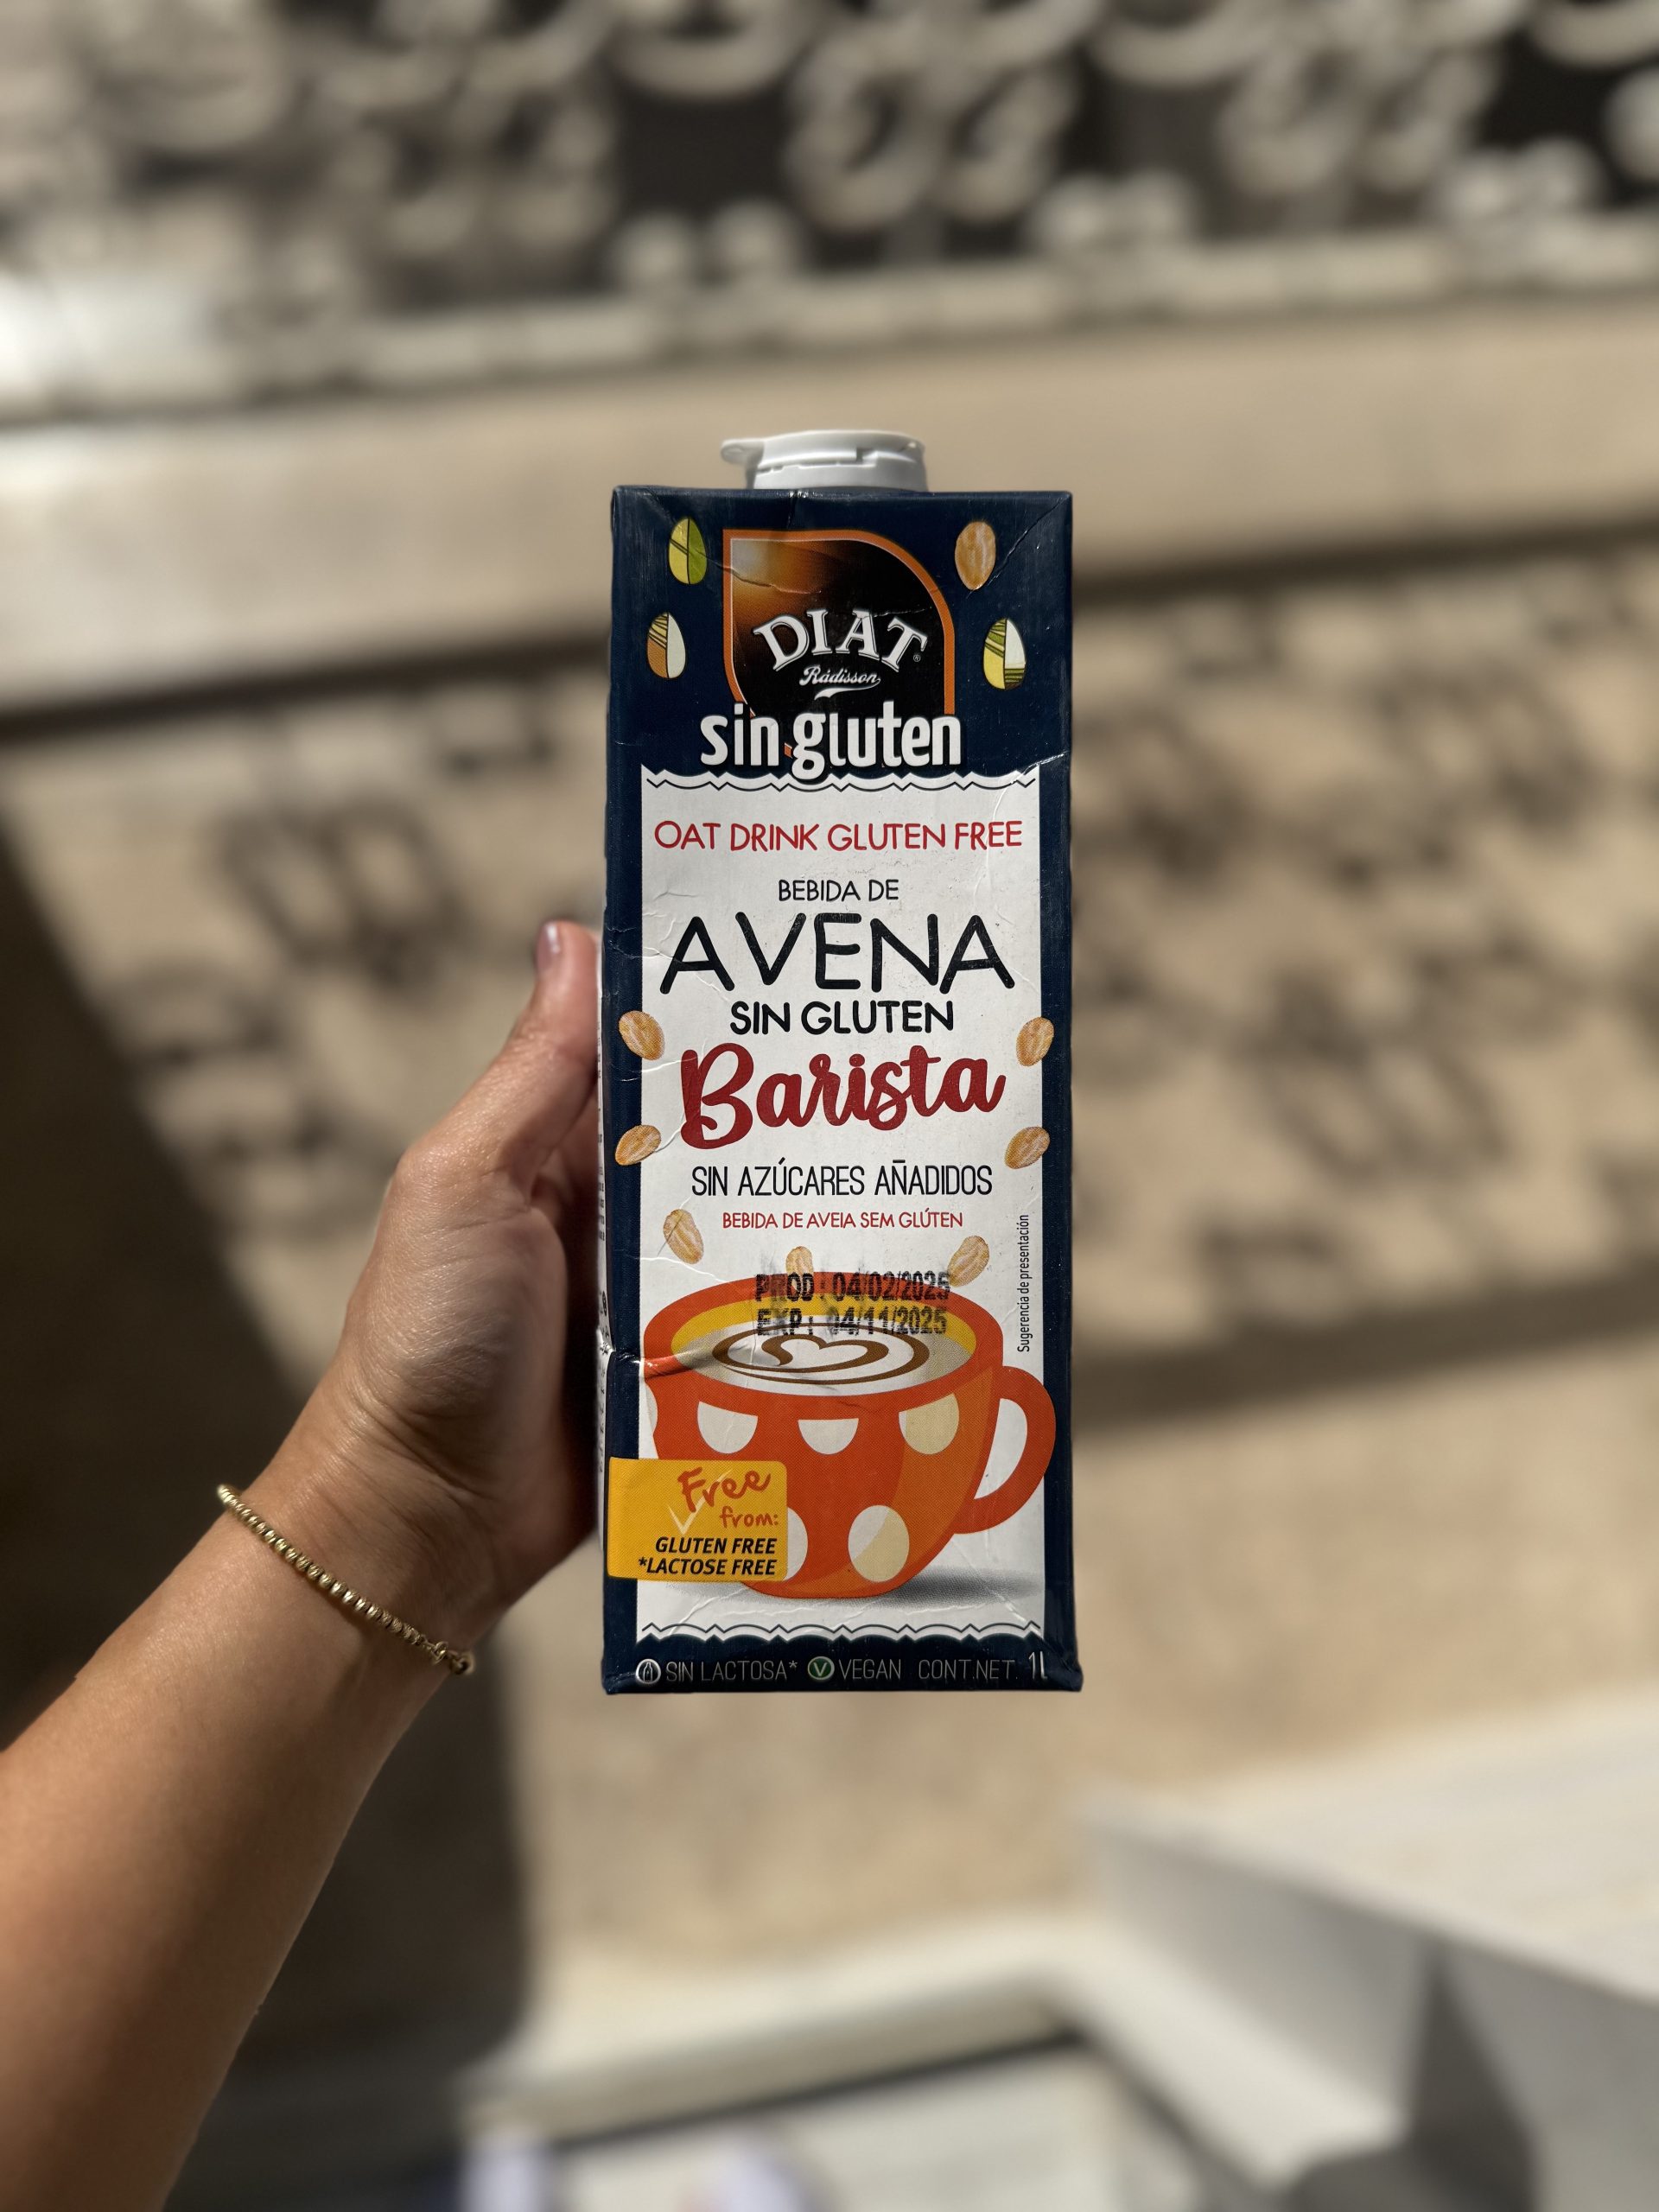 DIAT®
Rádisson
sin gluten
OAT DRINK GLUTEN FREE
BEBIDA DE
AVENA
SIN GLUTEN
Barista
SIN AZÚCARES AÑADIDOS
BEBIDA DE AVEIA SEM GLÚTEN
Sugerencia de presentación
PROD: 04/02/2025
EXP: 04/11/2025
Free
from:
GLUTEN FREE
*LACTOSE FREE
SIN LACTOSA* V VEGAN CONT.NET. 1L